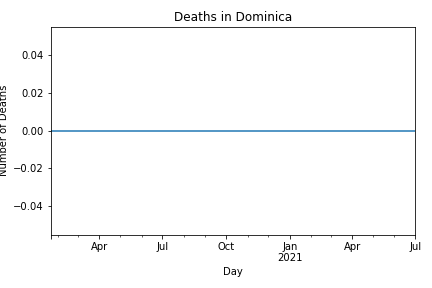 Deaths in Dominica
0.04
0.02
0.00
−0.02
−0.04
Number of Deaths
Apr
Jul
Oct
Jan
2021
Apr
Jul
Day